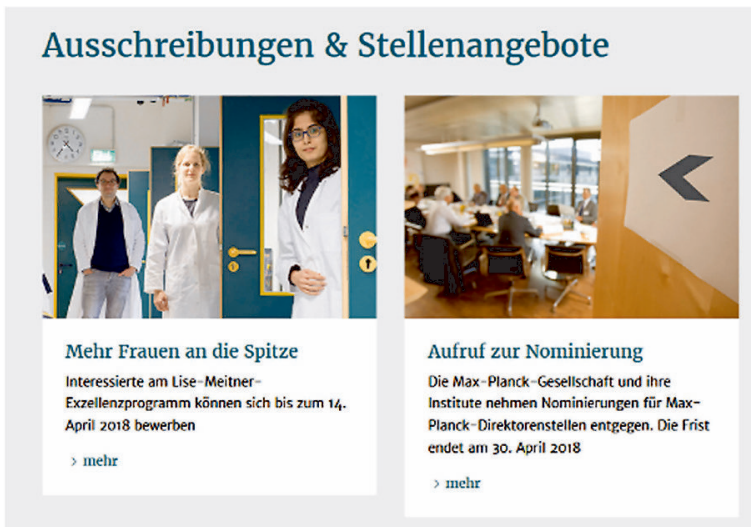 Ausschreibungen & Stellenangebote
Mehr Frauen an die Spitze
Interessierte am Lise-Meitner-
Exzellenzprogramm können sich bis zum 14.
April 2018 bewerben
> mehr
Aufruf zur Nominierung
Die Max-Planck-Gesellschaft und ihre
Institute nehmen Nominierungen für Max-
Planck-Direktorenstellen entgegen. Die Frist
endet am 30. April 2018
> mehr